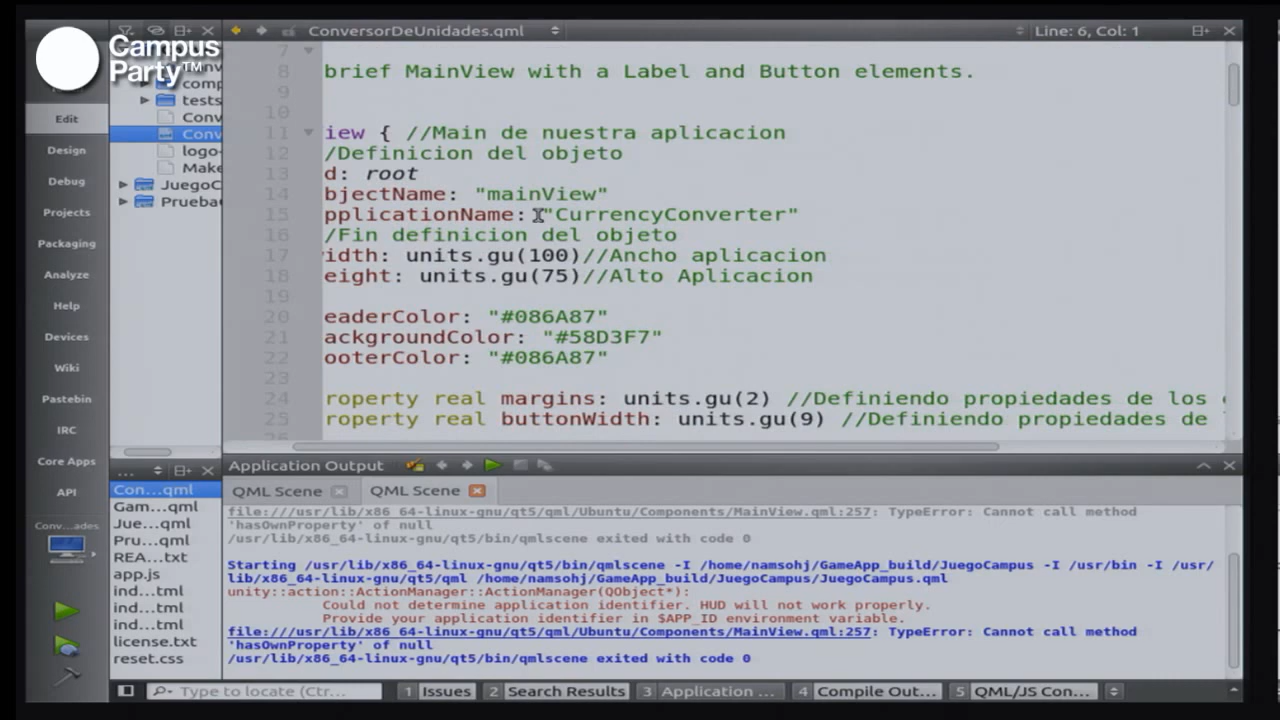 Campus
Party™
ConversorDeUnidades.qml
Line: 6, Col: 1
comp
tests
Conv
Conv
logo-
Make
JuegoC
Prueba
Edit
Design
Debug
Projects
Packaging
Analyze
Help
Devices
Wiki
Pastebin
IRC
Core Apps
API
Conv...ades
7
8 brief MainView with a Label and Button elements.
9
10
11 iew { //Main de nuestra aplicacion
12 /Definicion del objeto
13 d: root
14 bjectName: "mainView"
15 pplicationName: "CurrencyConverter"
16 /Fin definicion del objeto
17 idth: units.gu(100)//Ancho aplicacion
18 eight: units.gu(75)//Alto Aplicacion
19
20 eaderColor: "#086A87"
21 ackgroundColor: "#58D3F7"
22 ooterColor: "#086A87"
23
24 roperty real margins: units.gu(2) //Definiendo propiedades de los
25 roperty real buttonWidth: units.gu(9) //Definiendo propiedades de
Application Output
QML Scene
QML Scene
file:///usr/lib/x86_64-linux-gnu/qt5/qml/Ubuntu/Components/MainView.qml:257: TypeError: Cannot call method
'hasOwnProperty' of null
/usr/lib/x86_64-linux-gnu/qt5/bin/qmlscene exited with code 0
Starting /usr/lib/x86_64-linux-gnu/qt5/bin/qmlscene -I /home/namsohj/GameApp_build/JuegoCampus -I /usr/bin -I /usr/
lib/x86_64-linux-gnu/qt5/qml /home/namsohj/GameApp_build/JuegoCampus/JuegoCampus.qml
unity::action::ActionManager::ActionManager(QObject*):
Could not determine application identifier. HUD will not work properly.
Provide your application identifier in $APP_ID environment variable.
file:///usr/lib/x86_64-linux-gnu/qt5/qml/Ubuntu/Components/MainView.qml:257: TypeError: Cannot call method
'hasOwnProperty' of null
/usr/lib/x86_64-linux-gnu/qt5/bin/qmlscene exited with code 0
...
Con...qml
Gam...qml
Jue...qml
Pru...qml
REA...txt
app.js
ind...tml
ind...tml
ind...tml
license.txt
reset.css
Type to locate (Ctr...
1 Issues
2 Search Results
3 Application ...
4 Compile Out...
5 QML/JS Con...